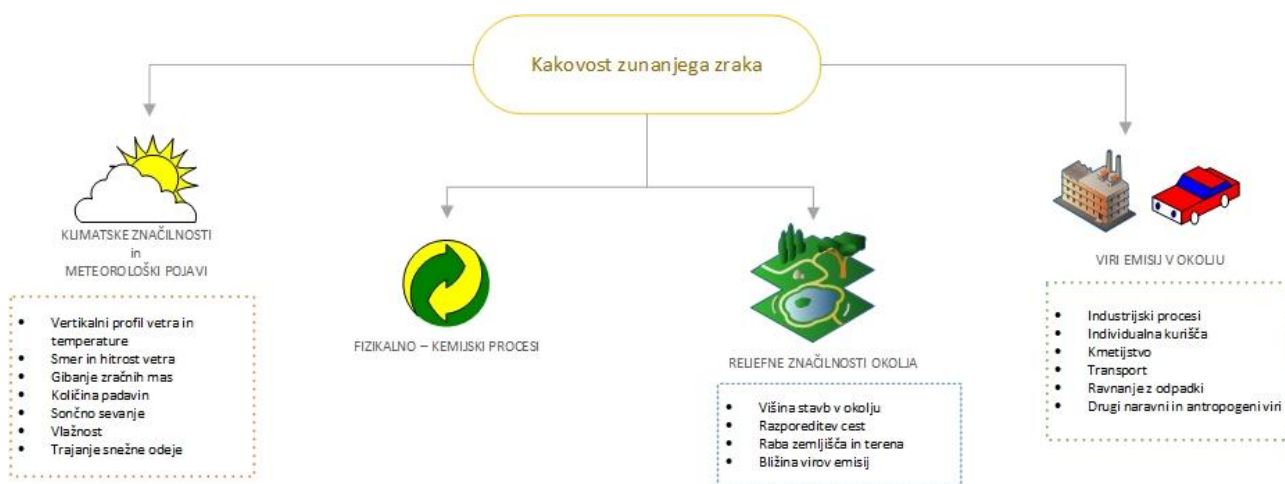 Kakovost zunanjega zraka
KLIMATSKE ZNAČILNOSTI
in
METEOROLOŠKI POJAVI
• Vertikalni profil vetra in
temperature
• Smer in hitrost vetra
• Gibanje zračnih mas
• Količina padavin
• Sončno sevanje
• Vlažnost
• Trajanje snežne odeje
FIZIKALNO – KEMIJSKI PROCESI
RELIEFNE ZNAČILNOSTI OKOLJA
• Višina stavb v okolju
• Razporeditev cest
• Raba zemljišča in terena
• Bližina virov emisij
VIRI EMISIJ V OKOLJU
• Industrijski procesi
• Individualna kurišča
• Kmetijstvo
• Transport
• Ravnanje z odpadki
• Drugi naravni in antropogeni viri